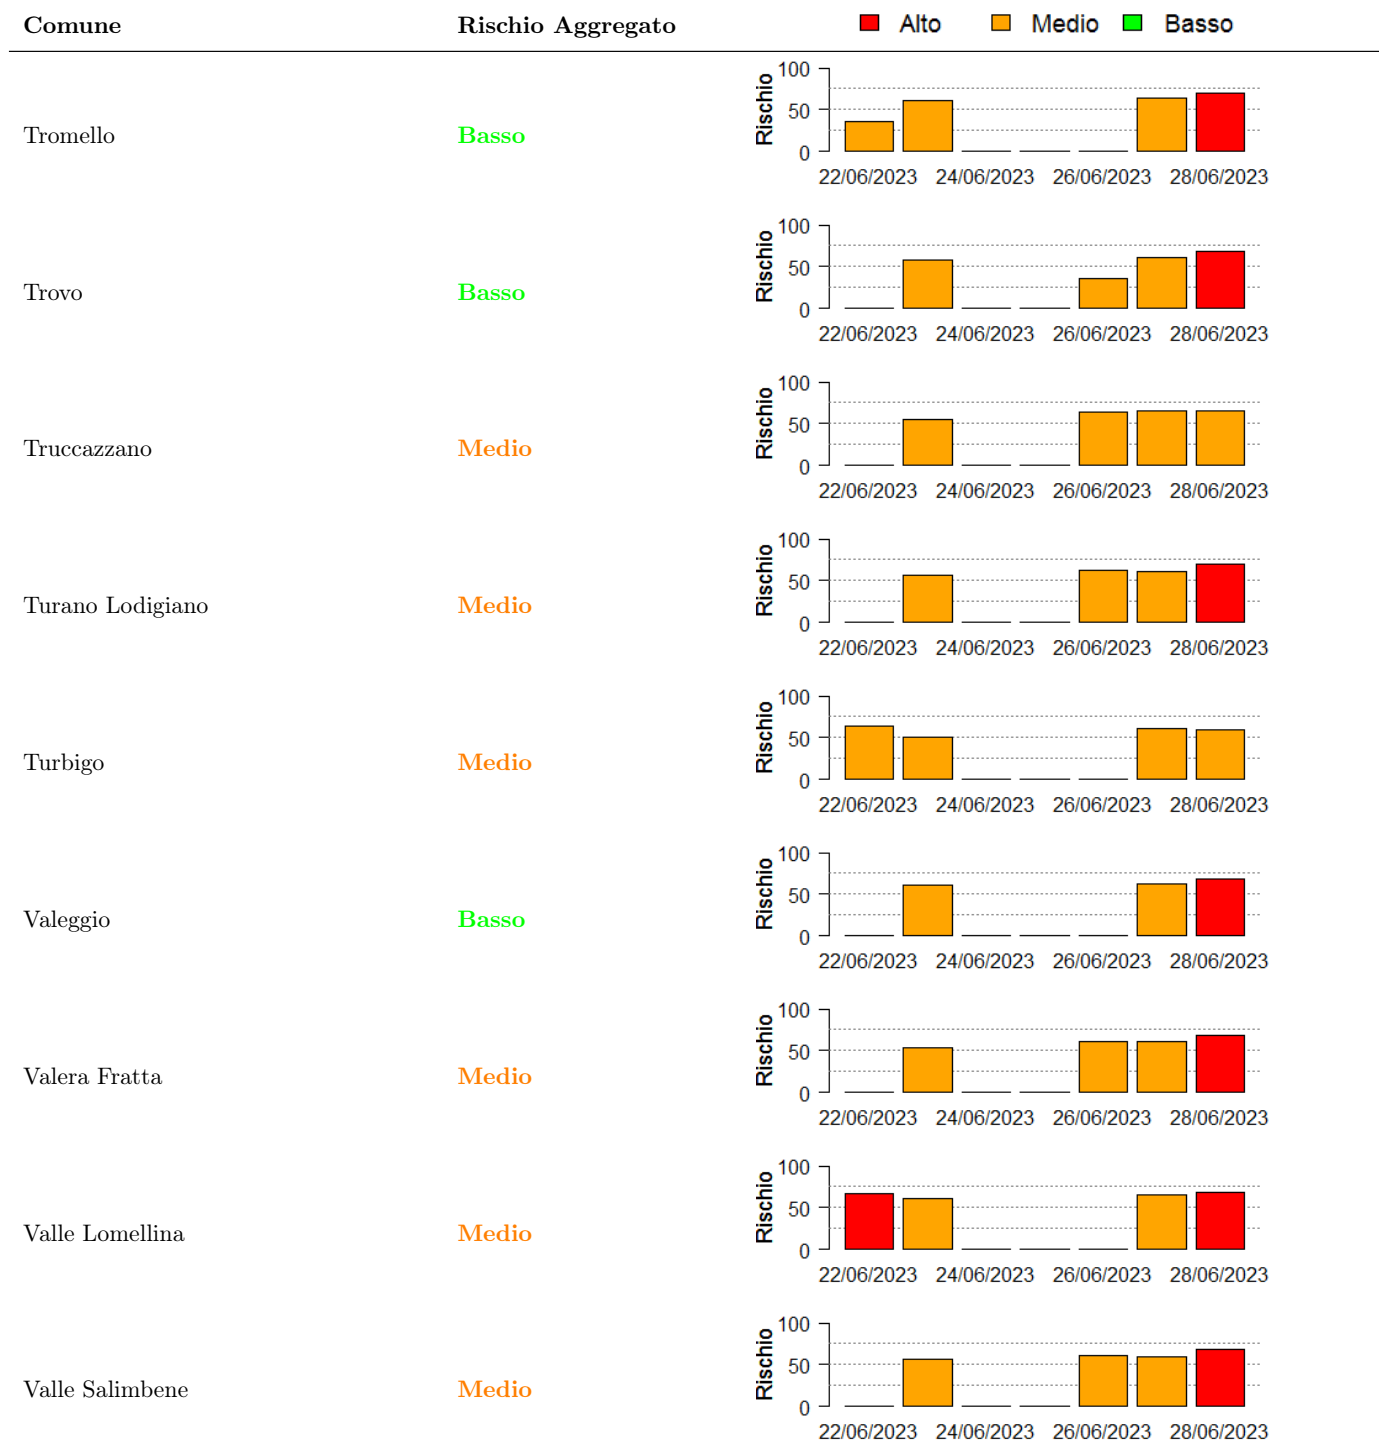 Comune Rischio Aggregato Alto Medio Basso
Tromello Basso Rischio 100 50 0
22/06/2023 24/06/2023 26/06/2023 28/06/2023
Trovo Basso Rischio 100 50 0
22/06/2023 24/06/2023 26/06/2023 28/06/2023
Truccazzano Medio Rischio 100 50 0
22/06/2023 24/06/2023 26/06/2023 28/06/2023
Turano Lodigiano Medio Rischio 100 50 0
22/06/2023 24/06/2023 26/06/2023 28/06/2023
Turbigo Medio Rischio 100 50 0
22/06/2023 24/06/2023 26/06/2023 28/06/2023
Valeggio Basso Rischio 100 50 0
22/06/2023 24/06/2023 26/06/2023 28/06/2023
Valera Fratta Medio Rischio 100 50 0
22/06/2023 24/06/2023 26/06/2023 28/06/2023
Valle Lomellina Medio Rischio 100 50 0
22/06/2023 24/06/2023 26/06/2023 28/06/2023
Valle Salimbene Medio Rischio 100 50 0
22/06/2023 24/06/2023 26/06/2023 28/06/2023